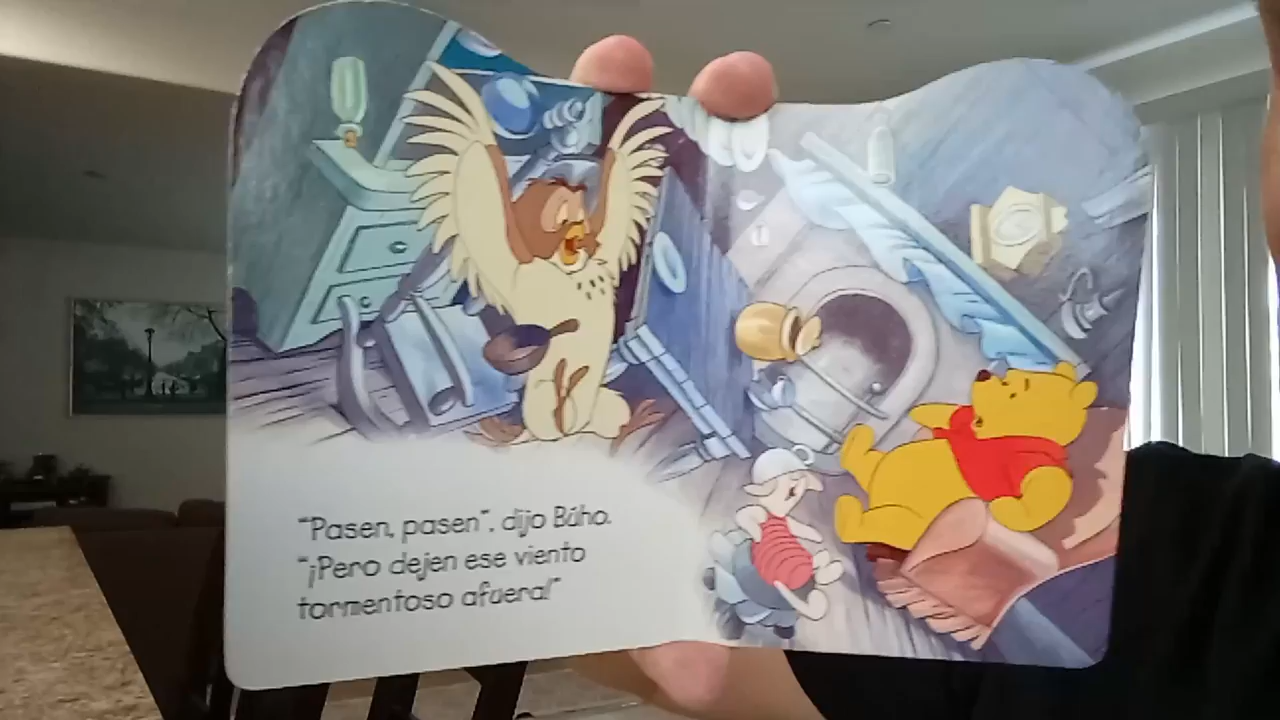 "Pasen, pasen". dijo Búho.
"¡Pero dejen ese viento
tormentoso afuera!"